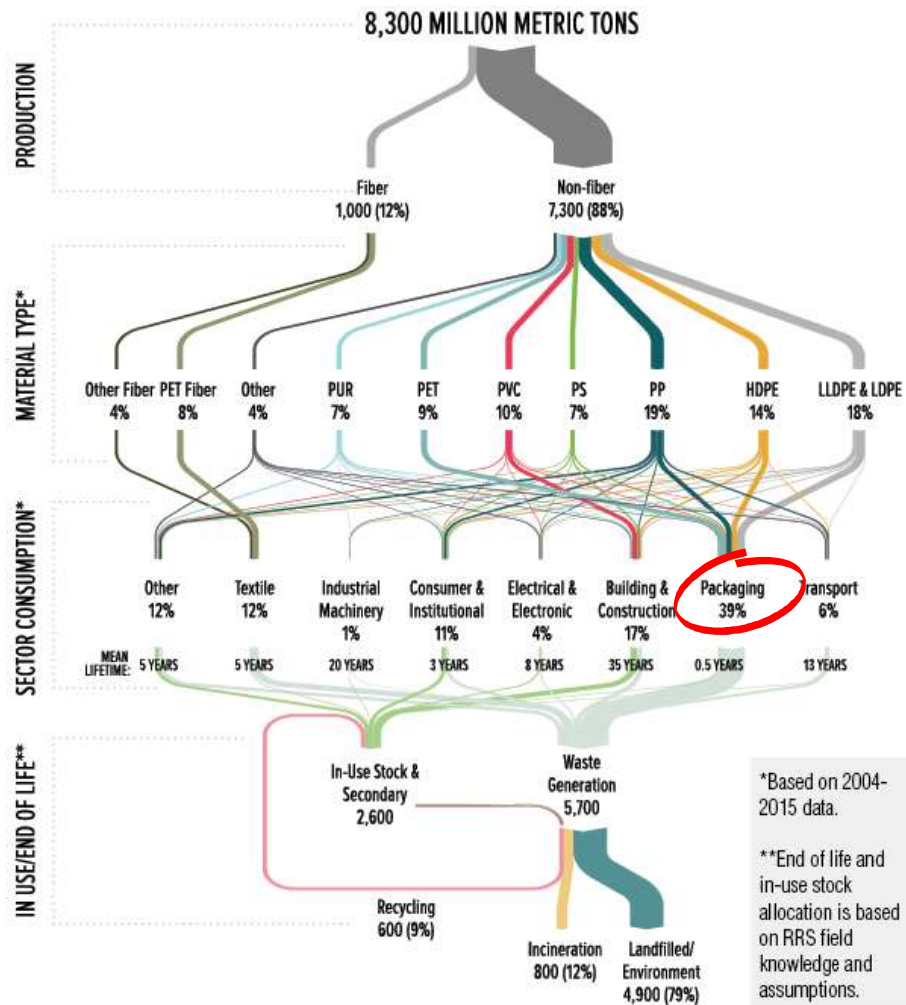 8,300 MILLION METRIC TONS
PRODUCTION
Fiber
1,000 (12%)
Non-fiber
7,300 (88%)
MATERIAL TYPE*
Other Fiber
4%
PET Fiber
8%
Other
4%
PUR
7%
PET
9%
PVC
10%
PS
7%
PP
19%
HDPE
14%
LLDPE & LDPE
18%
SECTOR CONSUMPTION*
Other
12%
Textile
12%
Industrial
Machinery
1%
Consumer &
Institutional
11%
Electrical &
Electronic
4%
Building &
Construction
17%
Packaging
39%
Transport
6%
MEAN
LIFETIME:
5 YEARS
5 YEARS
20 YEARS
3 YEARS
8 YEARS
35 YEARS
0.5 YEARS
13 YEARS
IN USE/END OF LIFE**
In-Use Stock &
Secondary
2,600
Waste
Generation
5,700
Recycling
600 (9%)
Incineration
800 (12%)
Landfilled/
Environment
4,900 (79%)
*Based on 2004-
2015 data.
**End of life and
in-use stock
allocation is based
on RRS field
knowledge and
assumptions.